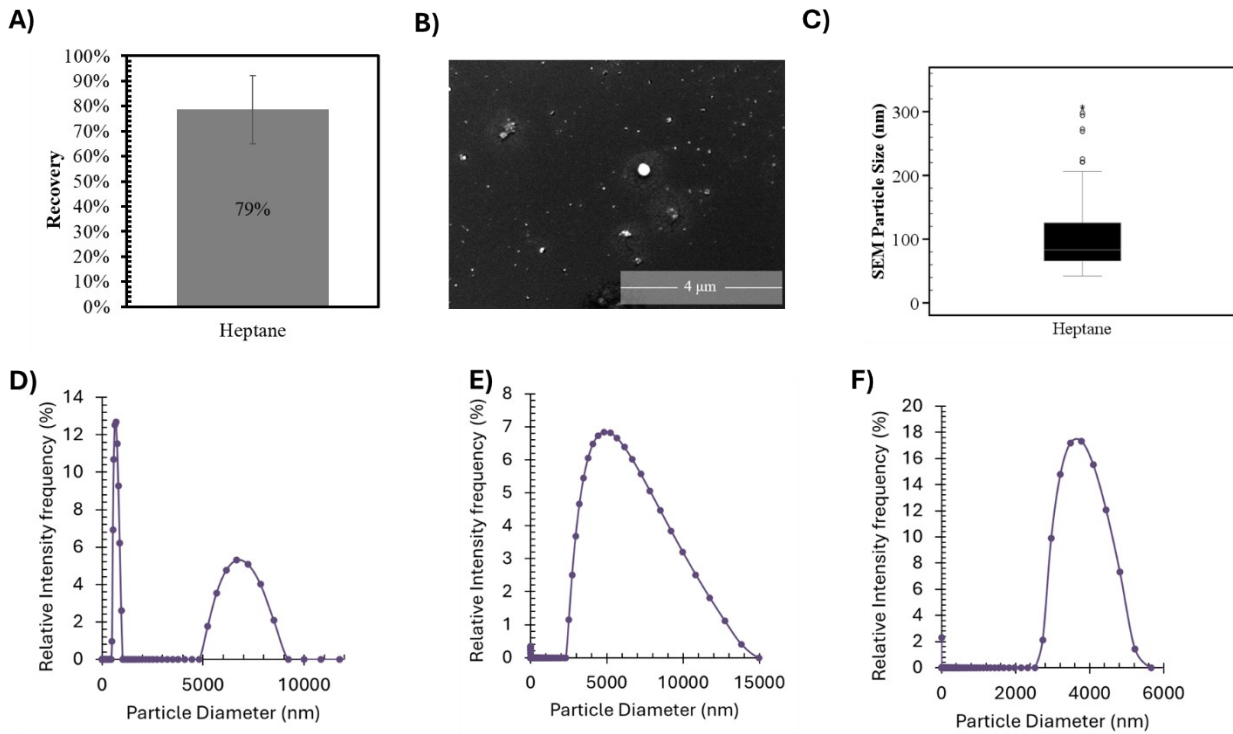 A)
100%
90%
80%
70%
60%
50%
40%
30%
20%
10%
0%
Recovery
79%
Heptane
B)
4 μm
C)
SEM Particle Size (nm)
300
200
100
0
Heptane
D)
Relative Intensity frequency (%)
14
12
10
8
6
4
2
0
0 5000 10000
Particle Diameter (nm)
E)
Relative Intensity frequency (%)
8
7
6
5
4
3
2
1
0
0 5000 10000 15000
Particle Diameter (nm)
F)
Relative Intensity frequency (%)
20
18
16
14
12
10
8
6
4
2
0
0 2000 4000 6000
Particle Diameter (nm)